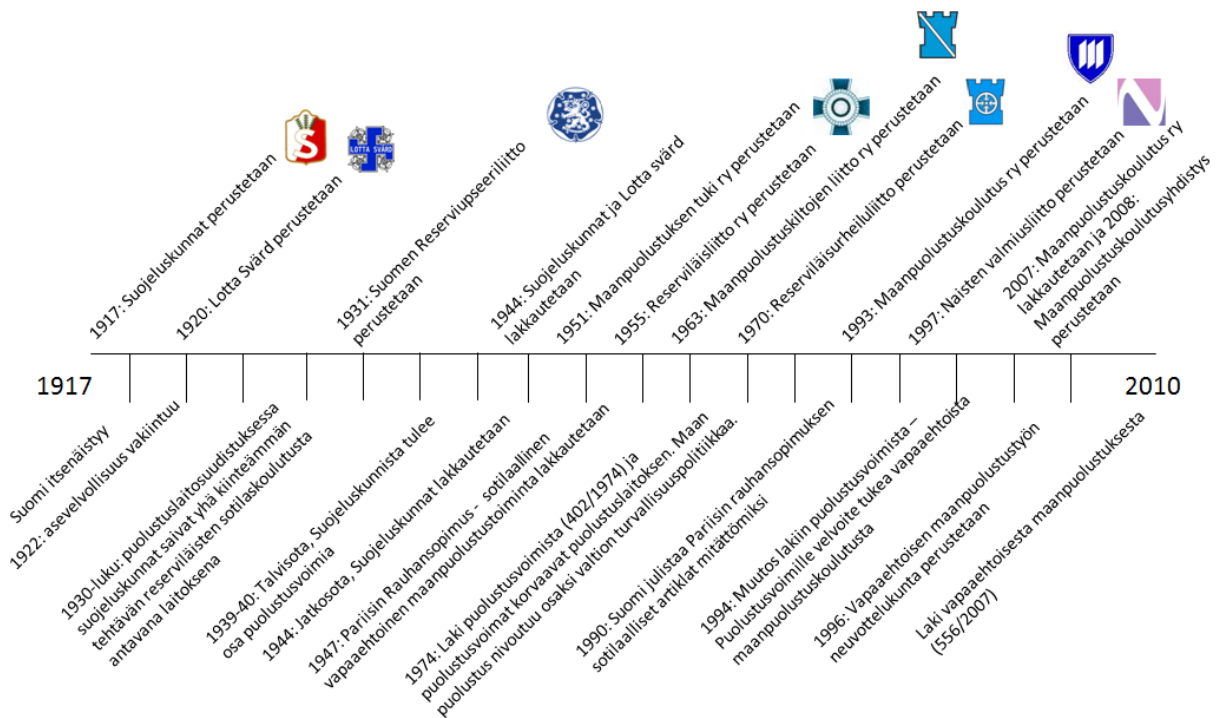 1917: Suojeluskunnat perustetaan
S
1920: Lotta Svärd perustetaan
LOTTA SVÄRD
1931: Suomen Reserviupseeriliitto
perustetaan
1944: Suojeluskunnat ja Lotta svärd
lakkautetaan
1951: Maanpuolustuksen tuki ry perustetaan
1955: Reserviläisliitto ry perustetaan
1963: Maanpuolustuskiltojen liitto ry perustetaan
1970: Reserviläisurheiluliitto perustetaan
1993: Maanpuolustuskoulutus ry perustetaan
1997: Naisten valmiusliitto perustetaan
2007: Maanpuolustuskoulutus ry
lakkautetaan ja 2008:
Maanpuolustuskoulutusyhdistys
perustetaan
1917
2010
Suomi itsenäistyy
1922: asevelvollisuus vakiintuu
1930-luku: puolustuslaitosuudistuksessa
suojeluskunnat saivat yhä kiinteämmän
tehtävän reserviläisten sotilaskoulutusta
antavana laitoksena
1939-40: Talvisota, Suojeluskunnista tulee
osa puolustusvoimia
1944: Jatkosota, Suojeluskunnat lakkautetaan
1947: Pariisin Rauhansopimus - sotilaallinen
vapaaehtoinen maanpuolustustoiminta lakkautetaan
1974: Laki puolustusvoimista (402/1974) ja
puolustusvoimat korvaavat puolustuslaitoksen. Maan
puolustus nivoutuu osaksi valtion turvallisuuspolitiikkaa.
1990: Suomi julistaa Pariisin rauhansopimuksen
sotilaalliset artiklat mitättömiksi
1994: Muutos lakiin puolustusvoimista –
Puolustusvoimille velvoite tukea vapaaehtoista
maanpuolustuskoulutusta
1996: Vapaaehtoisen maanpuolustustyön
neuvottelukunta perustetaan
Laki vapaaehtoisesta maanpuolustuksesta
(556/2007)